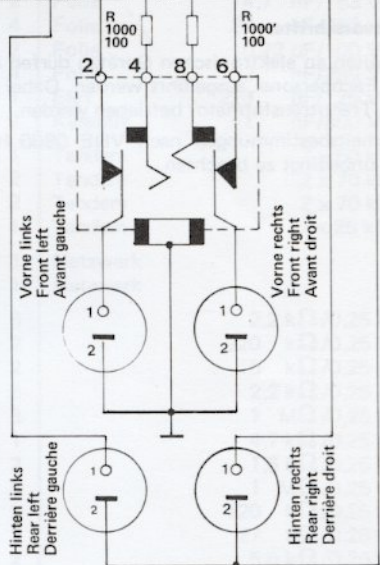 R
1000
100
R
1000'
100
2 4 8 6
Vorne links
Front left
Avant gauche
Vorne rechts
Front right
Avant droit
1
2
1
2
Hinten links
Rear left
Derrière gauche
Hinten rechts
Rear right
Derrière droit
1
2
1
2